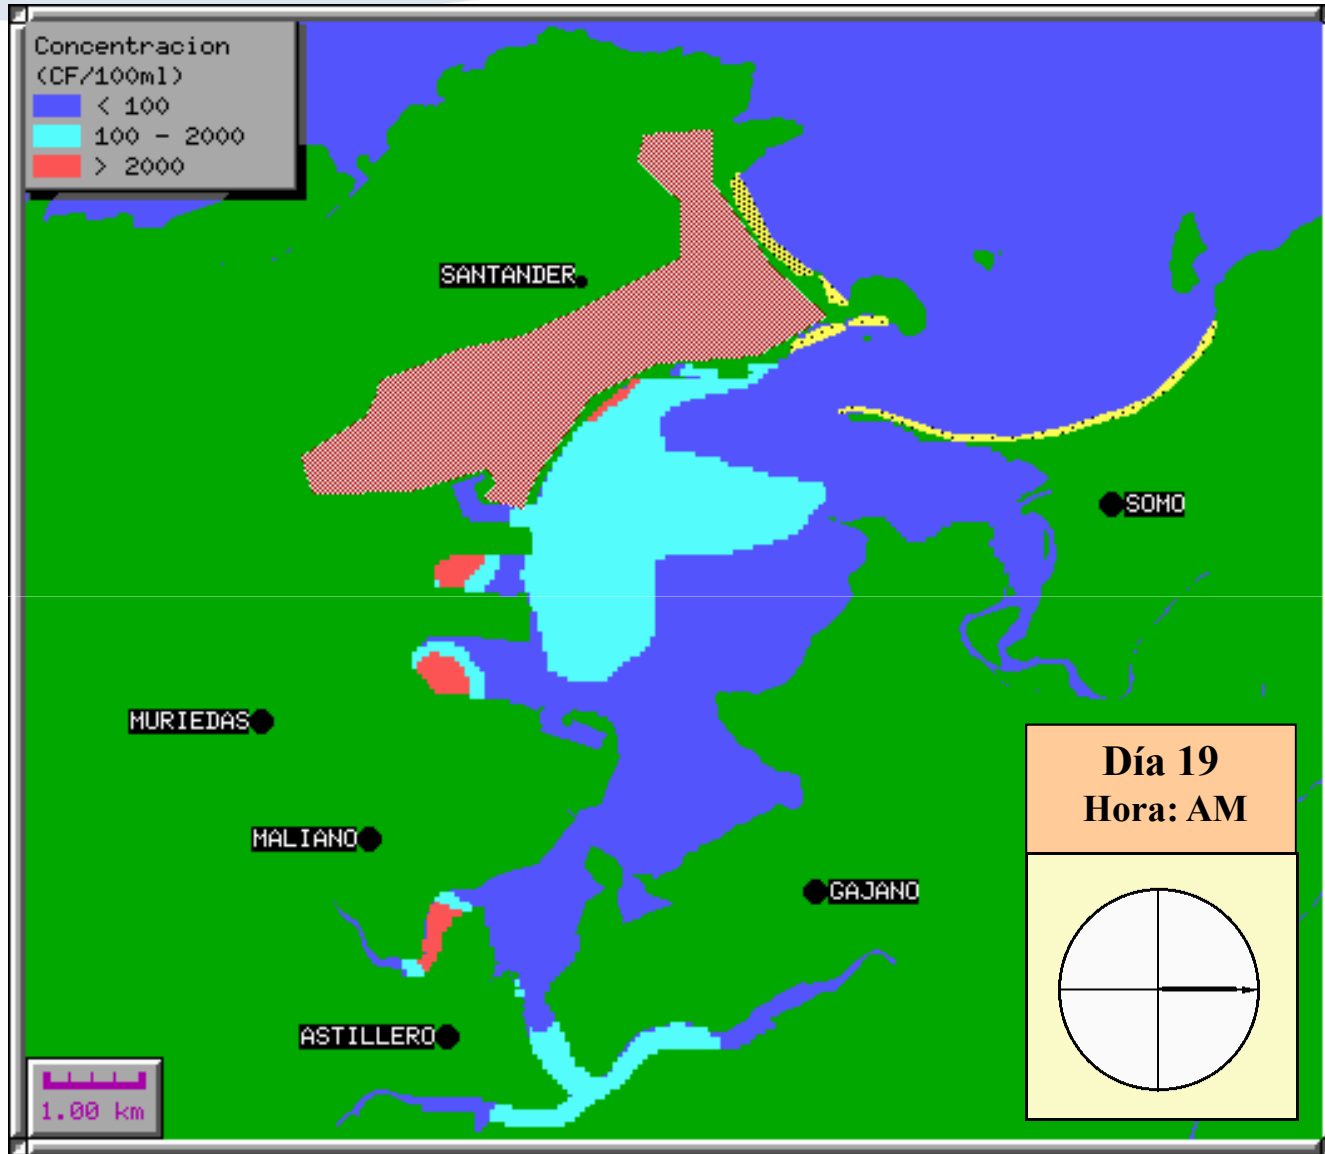 Concentracion
(CF/100ml)
< 100
100 - 2000
> 2000
SANTANDER
SOMO
MURIEDAS
Día 19
Hora: AM
MALIANO
GAJANO
ASTILLERO
1.00 km